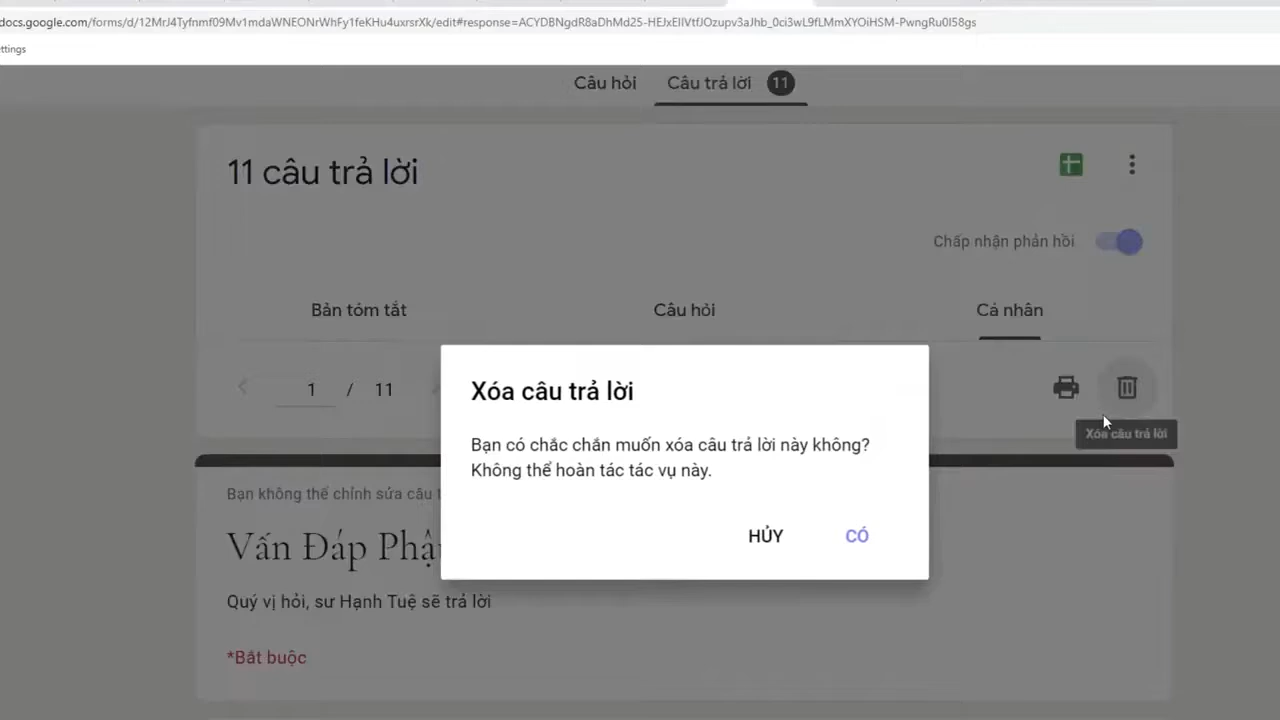 docs.google.com/forms/d/12MrJ4Tyfnmf09Mv1mdaWNEONrWhFy1feKHu4uxrsrXk/edit#response=ACYDBNgdR8aDhMd25-HEJxEIIVtfJOzupv3aJhb_0ci3wL9fLMmXYOiHSM-PwngRu0I58gs
ettings
Câu hỏi Câu trả lời 11
11 câu trả lời
Chấp nhận phản hồi
Bản tóm tắt Câu hỏi Cá nhân
1 / 11
Xóa câu trả lời
Xóa câu trả lời
Bạn có chắc chắn muốn xóa câu trả lời này không?
Không thể hoàn tác tác vụ này.
HỦY CÓ
Bạn không thể chỉnh sửa câu t
Vấn Đáp Phậ
Quý vị hỏi, sư Hạnh Tuệ sẽ trả lời
*Bắt buộc